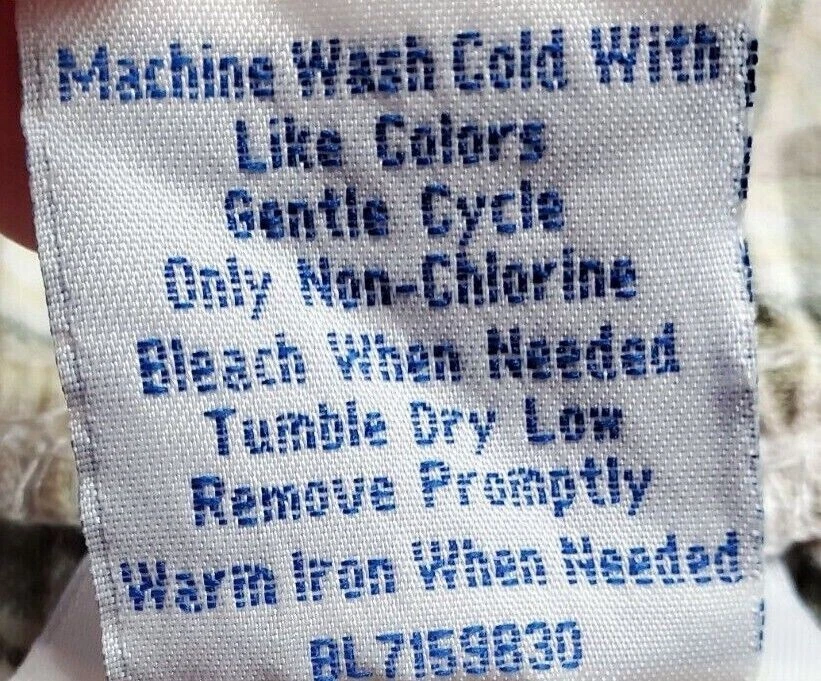 Machine Wash Cold With
Like Colors
Gentle Cycle
Only Non-Chlorine
Bleach When Needed
Tumble Dry Low
Remove Promptly
Warm Iron When Needed